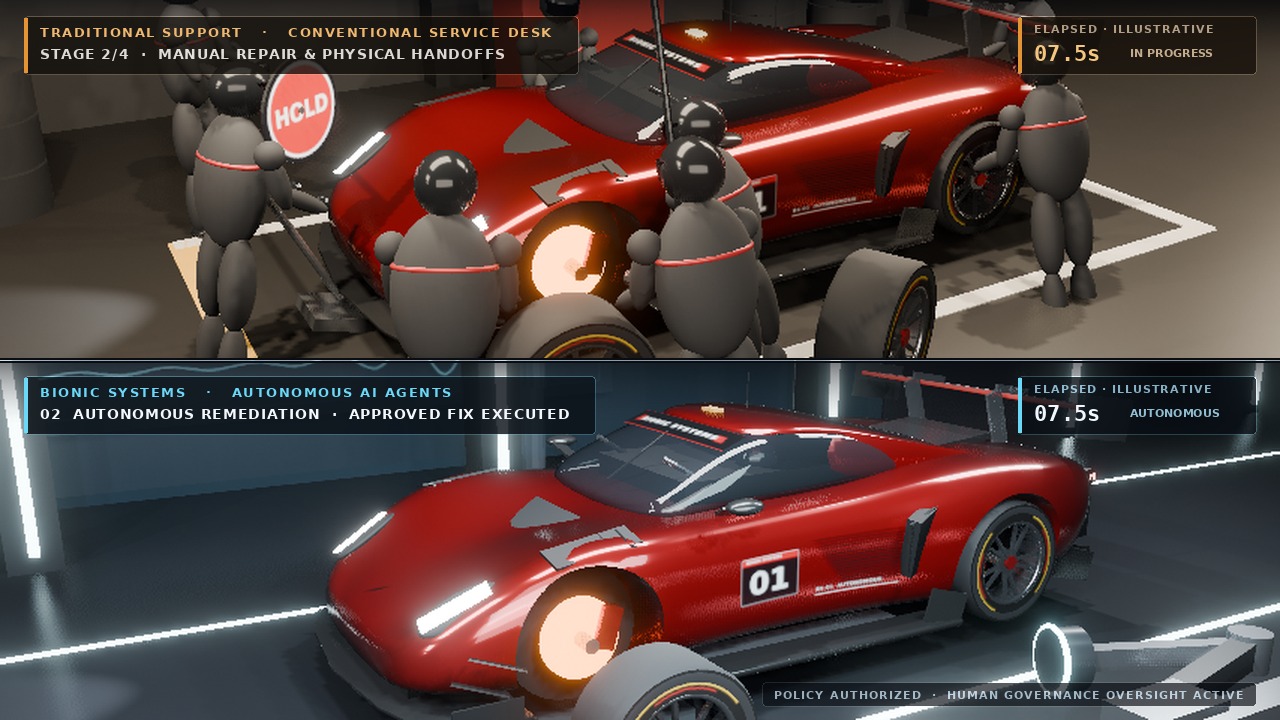 TRADITIONAL SUPPORT · CONVENTIONAL SERVICE DESK
STAGE 2/4 · MANUAL REPAIR & PHYSICAL HANDOFFS
ELAPSED · ILLUSTRATIVE
07.5s IN PROGRESS
HOLD
BIONIC SYSTEMS · AUTONOMOUS AI AGENTS
02 AUTONOMOUS REMEDIATION · APPROVED FIX EXECUTED
ELAPSED · ILLUSTRATIVE
07.5s AUTONOMOUS
01
POLICY AUTHORIZED · HUMAN GOVERNANCE OVERSIGHT ACTIVE